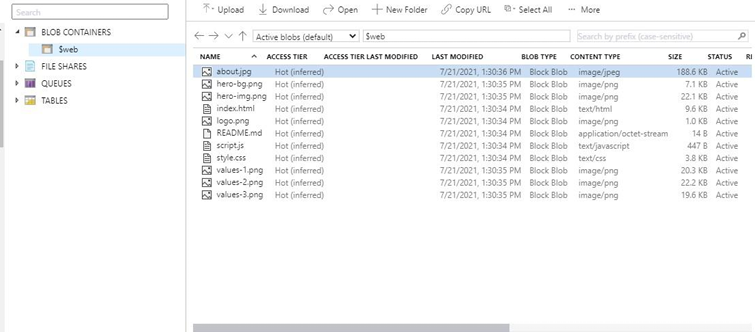 Search
BLOB CONTAINERS
$web
FILE SHARES
QUEUES
TABLES
Upload Download Open New Folder Copy URL Select All More
Active blobs (default) $web Search by prefix (case-sensitive)
NAME ACCESS TIER ACCESS TIER LAST MODIFIED LAST MODIFIED BLOB TYPE CONTENT TYPE SIZE STATUS RE
about.jpg Hot (inferred) 7/21/2021, 1:30:36 PM Block Blob image/jpeg 188.6 KB Active
hero-bg.png Hot (inferred) 7/21/2021, 1:30:35 PM Block Blob image/png 7.1 KB Active
hero-img.png Hot (inferred) 7/21/2021, 1:30:35 PM Block Blob image/png 22.1 KB Active
index.html Hot (inferred) 7/21/2021, 1:30:34 PM Block Blob text/html 9.6 KB Active
logo.png Hot (inferred) 7/21/2021, 1:30:35 PM Block Blob image/png 1.0 KB Active
README.md Hot (inferred) 7/21/2021, 1:30:34 PM Block Blob application/octet-stream 14 B Active
script.js Hot (inferred) 7/21/2021, 1:30:34 PM Block Blob text/javascript 447 B Active
style.css Hot (inferred) 7/21/2021, 1:30:34 PM Block Blob text/css 3.8 KB Active
values-1.png Hot (inferred) 7/21/2021, 1:30:35 PM Block Blob image/png 20.3 KB Active
values-2.png Hot (inferred) 7/21/2021, 1:30:35 PM Block Blob image/png 22.2 KB Active
values-3.png Hot (inferred) 7/21/2021, 1:30:35 PM Block Blob image/png 19.6 KB Active